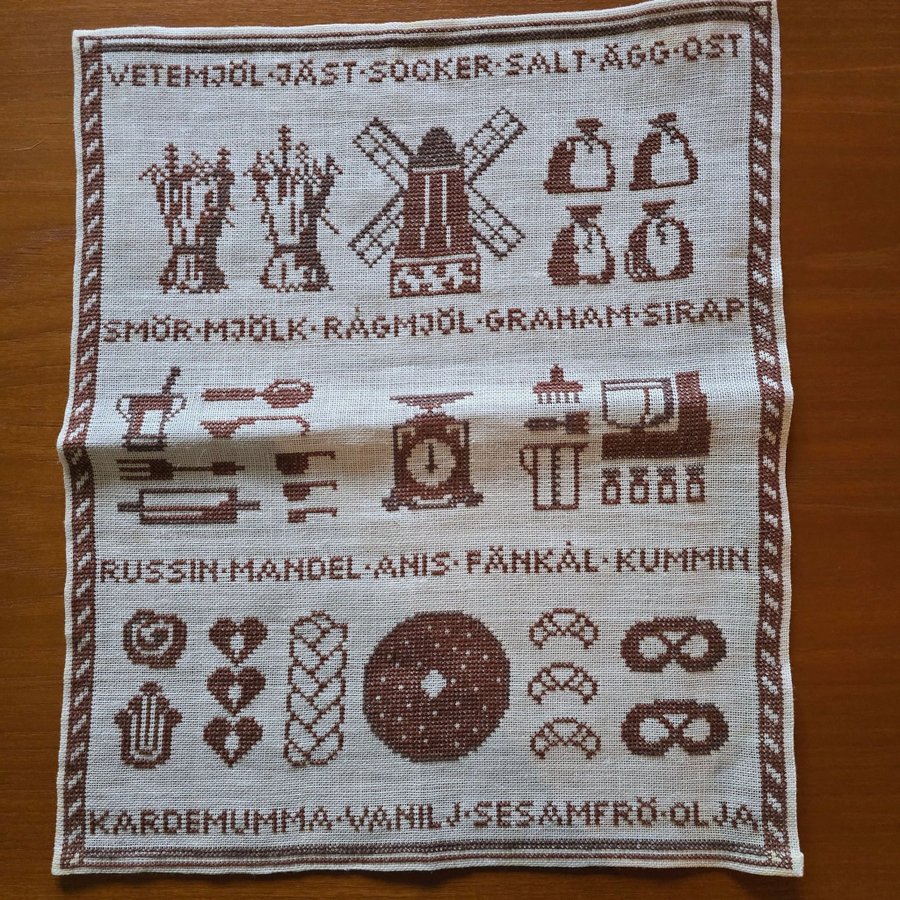 VETEMJÖL·JÄST·SOCKER·SALT·ÄGG·OST
SMÖR·MJÖLK·RÅGMJÖL·GRAHAM·SIRAP
RUSSIN·MANDEL·ANIS·FÄNKÅL·KUMMIN
KARDEMUMMA·VANILJ·SESAMFRÖ·OLJA